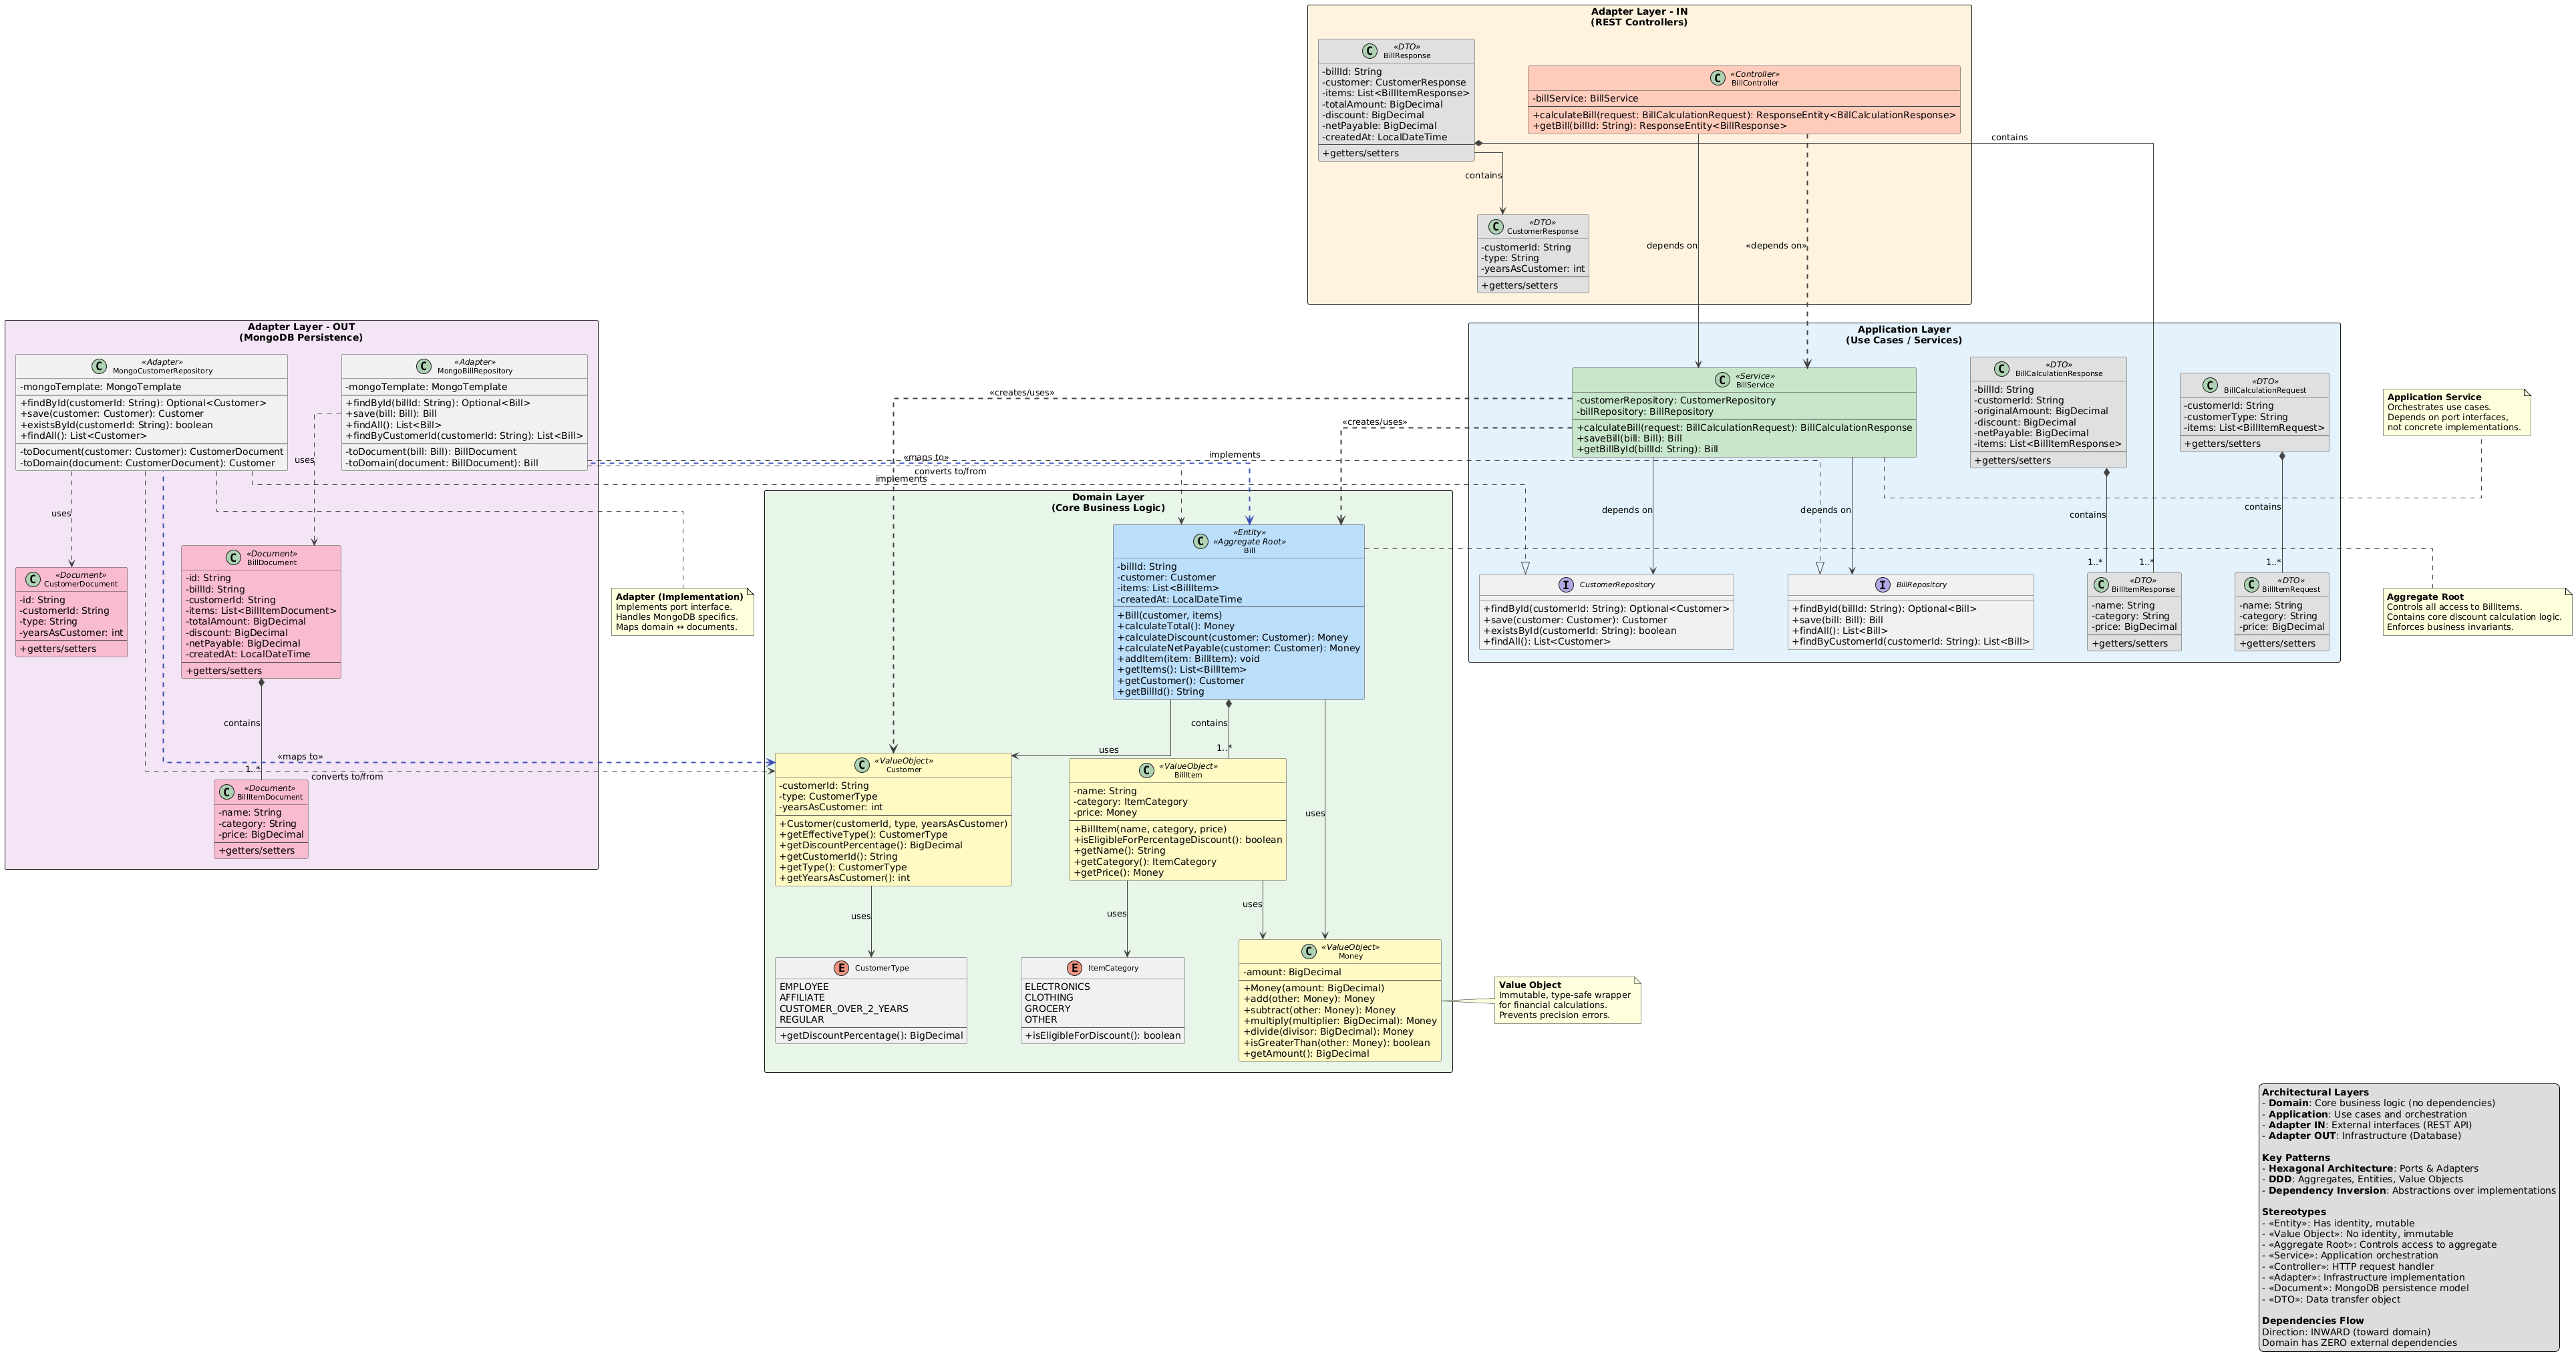 Adapter Layer - IN
(REST Controllers)
«DTO»
BillResponse
-billId: String
-customer: CustomerResponse
-items: List<BillItemResponse>
-totalAmount: BigDecimal
-discount: BigDecimal
-netPayable: BigDecimal
-createdAt: LocalDateTime
+getters/setters
«Controller»
BillController
-billService: BillService
+calculateBill(request: BillCalculationRequest): ResponseEntity<BillCalculationResponse>
+getBill(billId: String): ResponseEntity<BillResponse>
contains
contains
«DTO»
CustomerResponse
-customerId: String
-type: String
-yearsAsCustomer: int
+getters/setters
depends on
«depends on»
Adapter Layer - OUT
(MongoDB Persistence)
«Adapter»
MongoCustomerRepository
-mongoTemplate: MongoTemplate
+findById(customerId: String): Optional<Customer>
+save(customer: Customer): Customer
+existsById(customerId: String): boolean
+findAll(): List<Customer>
-toDocument(customer: Customer): CustomerDocument
-toDomain(document: CustomerDocument): Customer
«Adapter»
MongoBillRepository
-mongoTemplate: MongoTemplate
+findById(billId: String): Optional<Bill>
+save(bill: Bill): Bill
+findAll(): List<Bill>
+findByCustomerId(customerId: String): List<Bill>
-toDocument(bill: Bill): BillDocument
-toDomain(document: BillDocument): Bill
uses
uses
«Document»
CustomerDocument
-id: String
-customerId: String
-type: String
-yearsAsCustomer: int
+getters/setters
«Document»
BillDocument
-id: String
-billId: String
-customerId: String
-items: List<BillItemDocument>
-totalAmount: BigDecimal
-discount: BigDecimal
-netPayable: BigDecimal
-createdAt: LocalDateTime
+getters/setters
contains
1..*
«maps to»
converts to/from
«Document»
BillItemDocument
-name: String
-category: String
-price: BigDecimal
+getters/setters
Adapter (Implementation)
Implements port interface.
Handles MongoDB specifics.
Maps domain ↔ documents.
«creates/uses»
«creates/uses»
«maps to»
converts to/from
implements
implements
Application Layer
(Use Cases / Services)
«Service»
BillService
-customerRepository: CustomerRepository
-billRepository: BillRepository
+calculateBill(request: BillCalculationRequest): BillCalculationResponse
+saveBill(bill: Bill): Bill
+getBillById(billId: String): Bill
«DTO»
BillCalculationResponse
-billId: String
-customerId: String
-originalAmount: BigDecimal
-discount: BigDecimal
-netPayable: BigDecimal
-items: List<BillItemResponse>
+getters/setters
«DTO»
BillCalculationRequest
-customerId: String
-customerType: String
-items: List<BillItemRequest>
+getters/setters
depends on
depends on
contains
contains
1..*
1..*
1..*
CustomerRepository
+findById(customerId: String): Optional<Customer>
+save(customer: Customer): Customer
+existsById(customerId: String): boolean
+findAll(): List<Customer>
BillRepository
+findById(billId: String): Optional<Bill>
+save(bill: Bill): Bill
+findAll(): List<Bill>
+findByCustomerId(customerId: String): List<Bill>
«DTO»
BillItemResponse
-name: String
-category: String
-price: BigDecimal
+getters/setters
«DTO»
BillItemRequest
-name: String
-category: String
-price: BigDecimal
+getters/setters
Application Service
Orchestrates use cases.
Depends on port interfaces,
not concrete implementations.
Aggregate Root
Controls all access to BillItems.
Contains core discount calculation logic.
Enforces business invariants.
Domain Layer
(Core Business Logic)
«Entity»
«Aggregate Root»
Bill
-billId: String
-customer: Customer
-items: List<BillItem>
-createdAt: LocalDateTime
+Bill(customer, items)
+calculateTotal(): Money
+calculateDiscount(customer: Customer): Money
+calculateNetPayable(customer: Customer): Money
+addItem(item: BillItem): void
+getItems(): List<BillItem>
+getCustomer(): Customer
+getBillId(): String
uses
contains
1..*
uses
«ValueObject»
Customer
-customerId: String
-type: CustomerType
-yearsAsCustomer: int
+Customer(customerId, type, yearsAsCustomer)
+getEffectiveType(): CustomerType
+getDiscountPercentage(): BigDecimal
+getCustomerId(): String
+getType(): CustomerType
+getYearsAsCustomer(): int
«ValueObject»
BillItem
-name: String
-category: ItemCategory
-price: Money
+BillItem(name, category, price)
+isEligibleForPercentageDiscount(): boolean
+getName(): String
+getCategory(): ItemCategory
+getPrice(): Money
uses
uses
uses
CustomerType
EMPLOYEE
AFFILIATE
CUSTOMER_OVER_2_YEARS
REGULAR
+getDiscountPercentage(): BigDecimal
ItemCategory
ELECTRONICS
CLOTHING
GROCERY
OTHER
+isEligibleForDiscount(): boolean
«ValueObject»
Money
-amount: BigDecimal
+Money(amount: BigDecimal)
+add(other: Money): Money
+subtract(other: Money): Money
+multiply(multiplier: BigDecimal): Money
+divide(divisor: BigDecimal): Money
+isGreaterThan(other: Money): boolean
+getAmount(): BigDecimal
Value Object
Immutable, type-safe wrapper
for financial calculations.
Prevents precision errors.
Architectural Layers
- Domain: Core business logic (no dependencies)
- Application: Use cases and orchestration
- Adapter IN: External interfaces (REST API)
- Adapter OUT: Infrastructure (Database)
Key Patterns
- Hexagonal Architecture: Ports & Adapters
- DDD: Aggregates, Entities, Value Objects
- Dependency Inversion: Abstractions over implementations
Stereotypes
- «Entity»: Has identity, mutable
- «Value Object»: No identity, immutable
- «Aggregate Root»: Controls access to aggregate
- «Service»: Application orchestration
- «Controller»: HTTP request handler
- «Adapter»: Infrastructure implementation
- «Document»: MongoDB persistence model
- «DTO»: Data transfer object
Dependencies Flow
Direction: INWARD (toward domain)
Domain has ZERO external dependencies